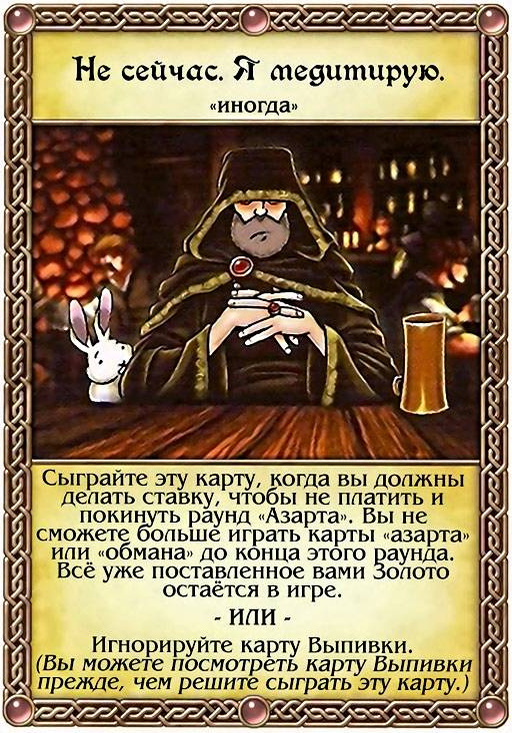 Не сейчас. Я медитирую.
«иногда»
Сыграйте эту карту, когда вы должны
делать ставку, чтобы не платить и
покинуть раунд «Азарта». Вы не
сможете больше играть карты «азарта»
или «обмана» до конца этого раунда.
Всё уже поставленное вами Золото
остаётся в игре.
- ИЛИ -
Игнорируйте карту Выпивки.
(Вы можете посмотреть карту Выпивки
прежде, чем решите сыграть эту карту.)